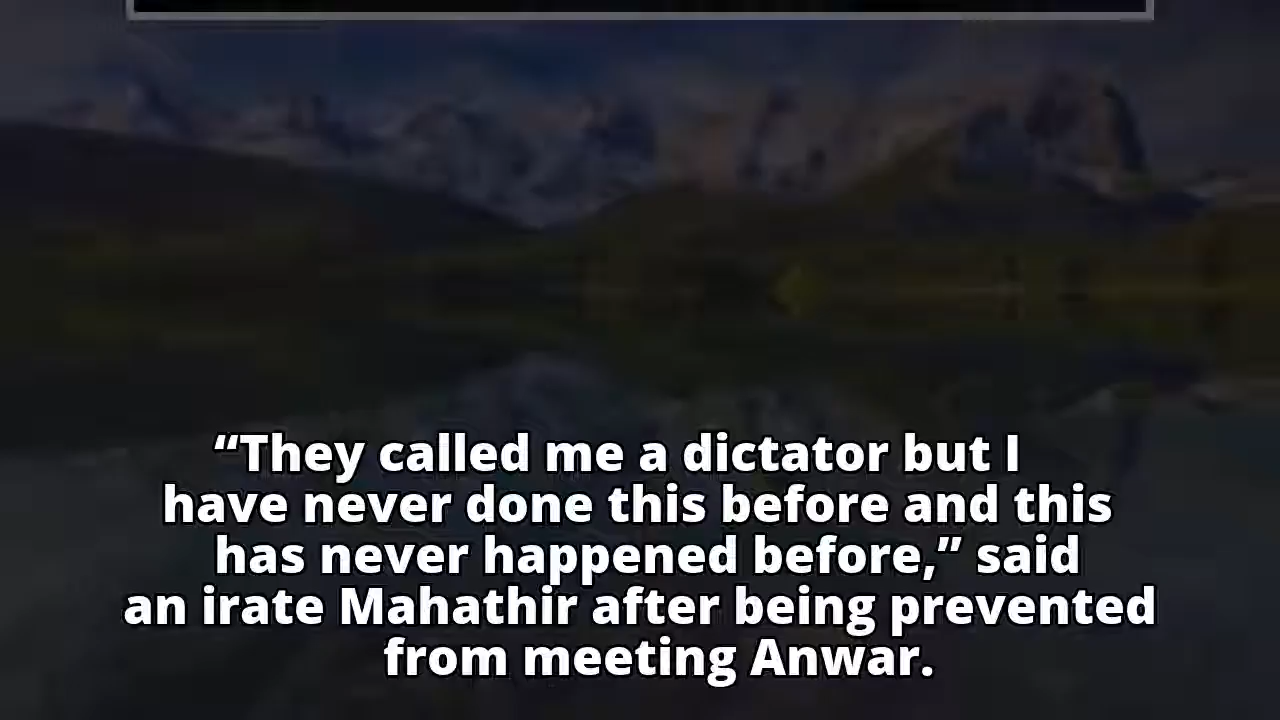 “They called me a dictator but I
have never done this before and this
has never happened before,” said
an irate Mahathir after being prevented
from meeting Anwar.